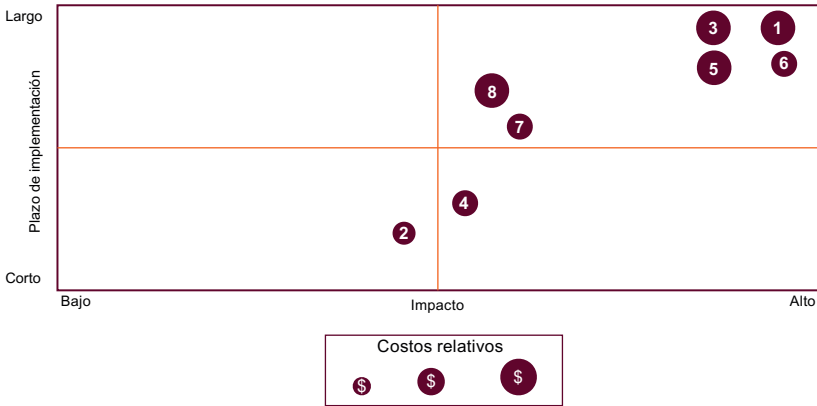 Largo
3
1
5
6
8
7
Plazo de implementación
4
2
Corto
Bajo
Impacto
Alto
Costos relativos
$
$
$